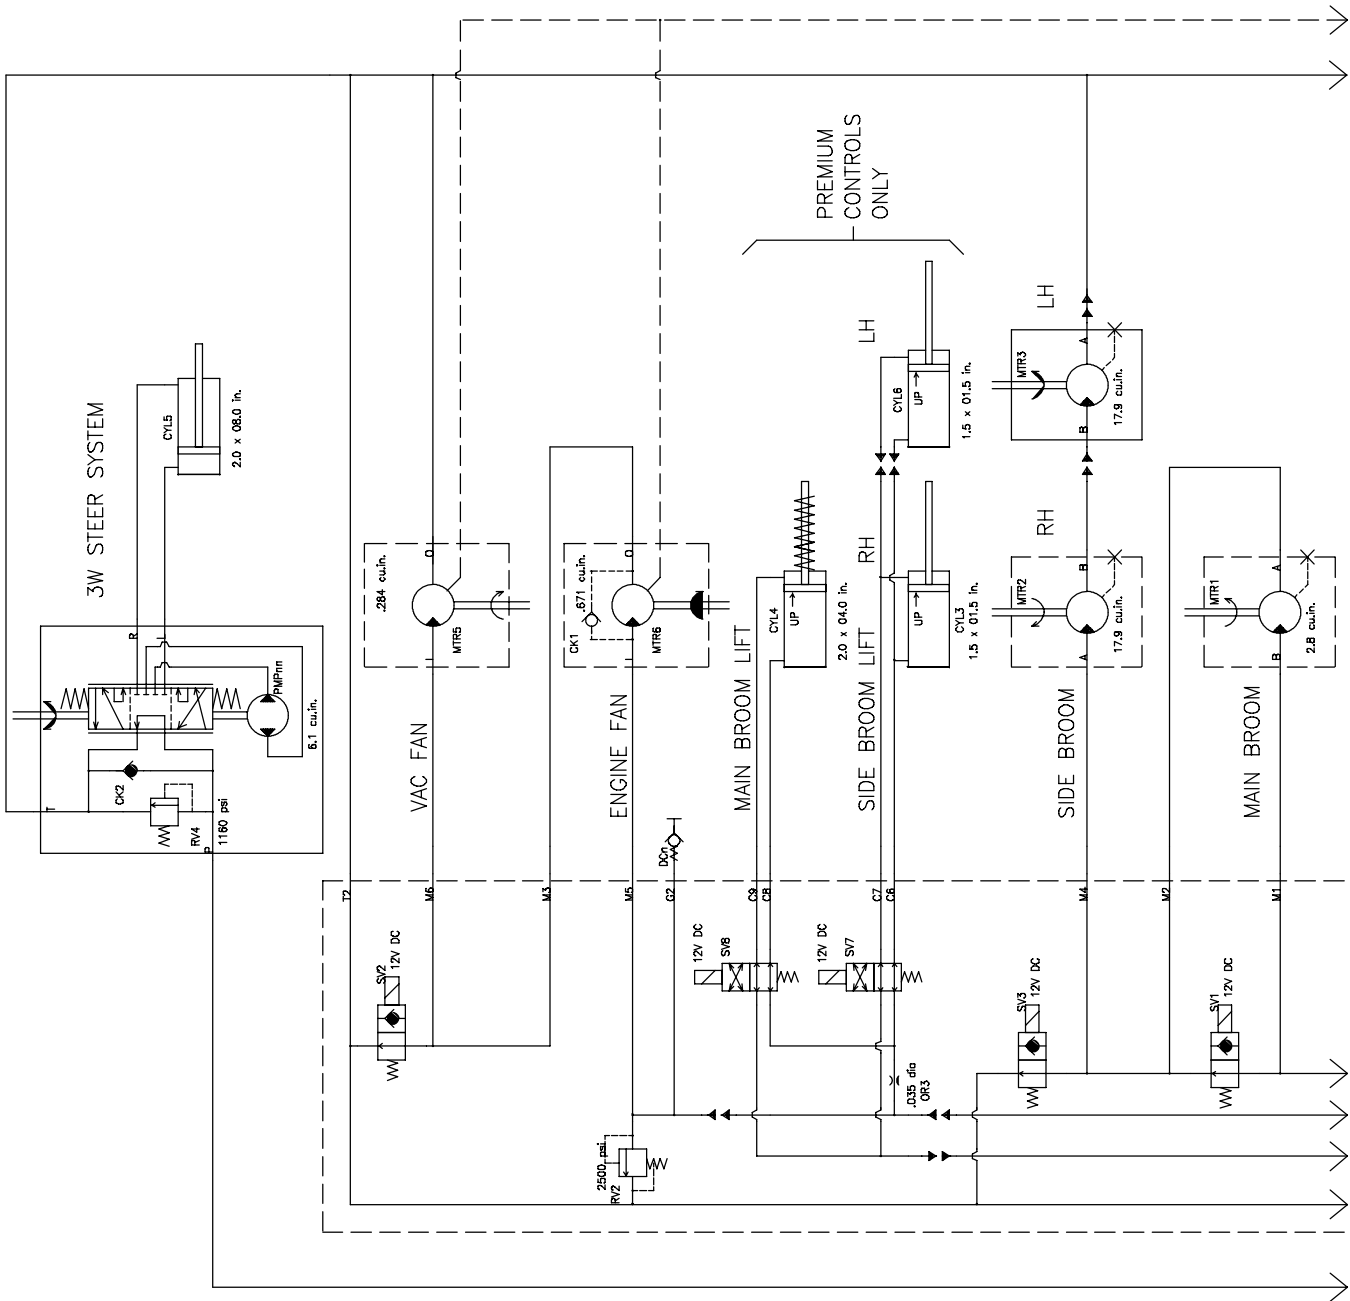 3W STEER SYSTEM
CYL5
2.0 x 08.0 in.
R
L
PMPnn
6.1 cu.in.
T
CK2
RV4
1160 psi
P
VAC FAN
.284 cu.in.
O
I
MTR5
ENGINE FAN
.671 cu.in.
CK1
O
I
MTR6
MAIN BROOM LIFT
CYL4
UP
2.0 x 04.0 in.
SIDE BROOM LIFT
RH
LH
CYL6
UP
1.5 x 01.5 in.
UP
CYL3
1.5 x 01.5 in.
PREMIUM
CONTROLS
ONLY
SIDE BROOM
RH
LH
MTR3
A
B
17.9 cu.in.
MTR2
B
A
17.9 cu.in.
MAIN BROOM
MTR1
A
B
2.8 cu.in.
T2
M6
M3
M5
G2
C9
C8
C7
C6
M4
M2
M1
DCn
SV2
12V DC
12V DC
SV8
12V DC
SV7
SV3
12V DC
SV1
12V DC
.035 dia
OR3
2500 psi
RV2